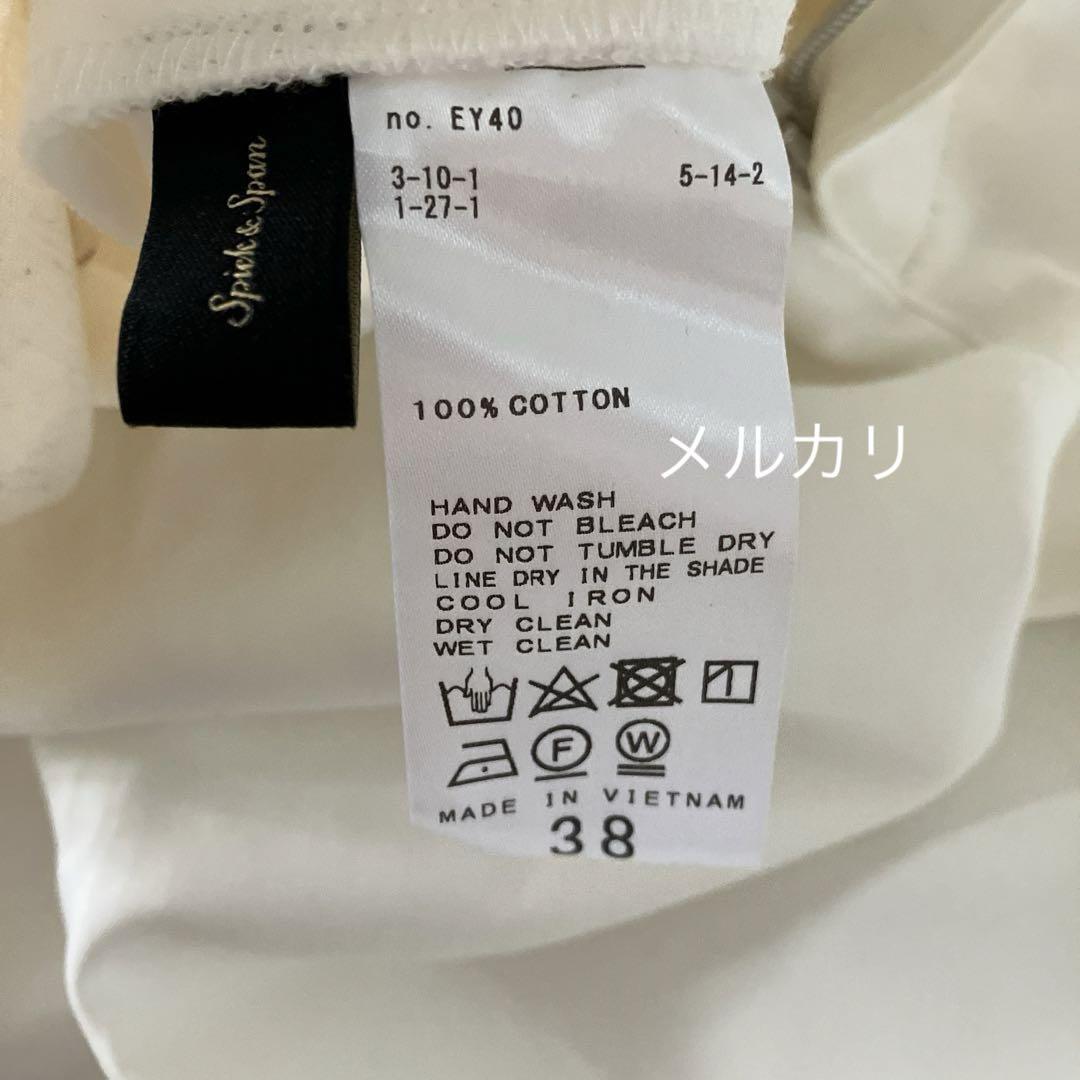 Spick & Span
no. EY40
3-10-1 5-14-2
1-27-1
100% COTTON
メルカリ
HAND WASH
DO NOT BLEACH
DO NOT TUMBLE DRY
LINE DRY IN THE SHADE
COOL IRON
DRY CLEAN
WET CLEAN
F W
MADE IN VIETNAM
38